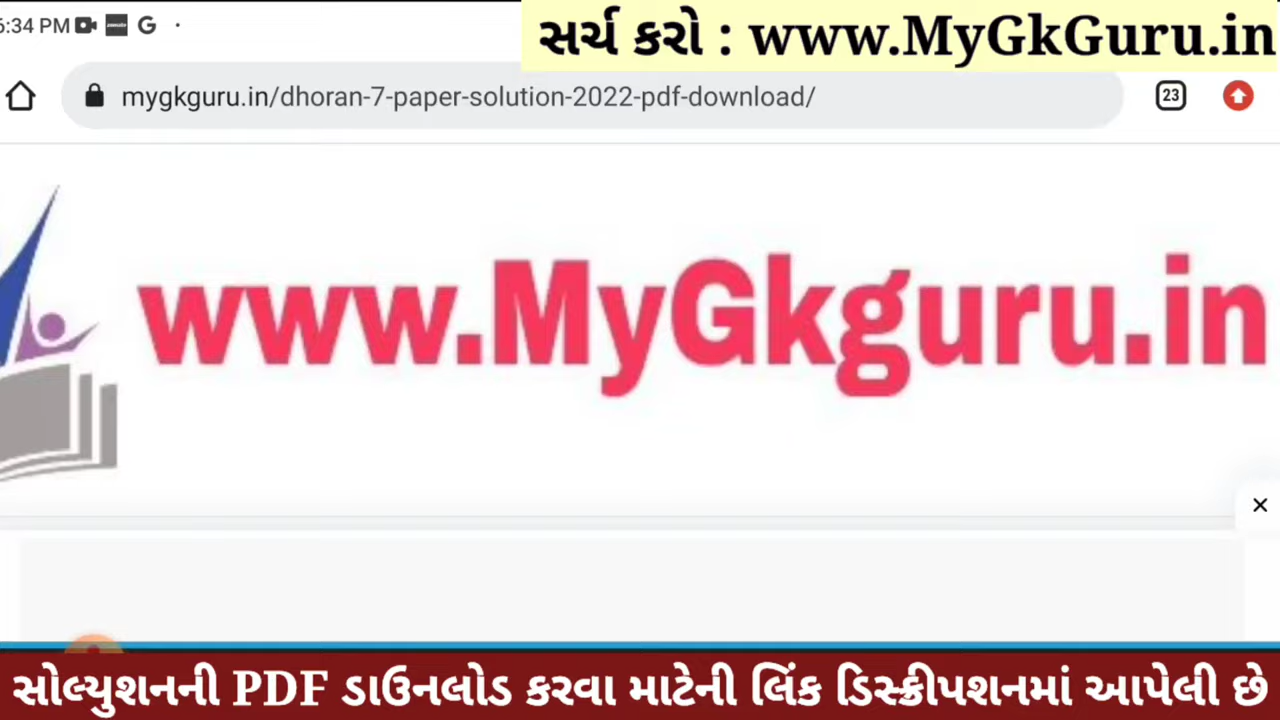 6:34 PM
સર્ચ કરો : www.MyGkGuru.in
mygkguru.in/dhoran-7-paper-solution-2022-pdf-download/
23
www.MyGkguru.in
સોલ્યુશનની PDF ડાઉનલોડ કરવા માટેની લિંક ડિસ્ક્રીપશનમાં આપેલી છે